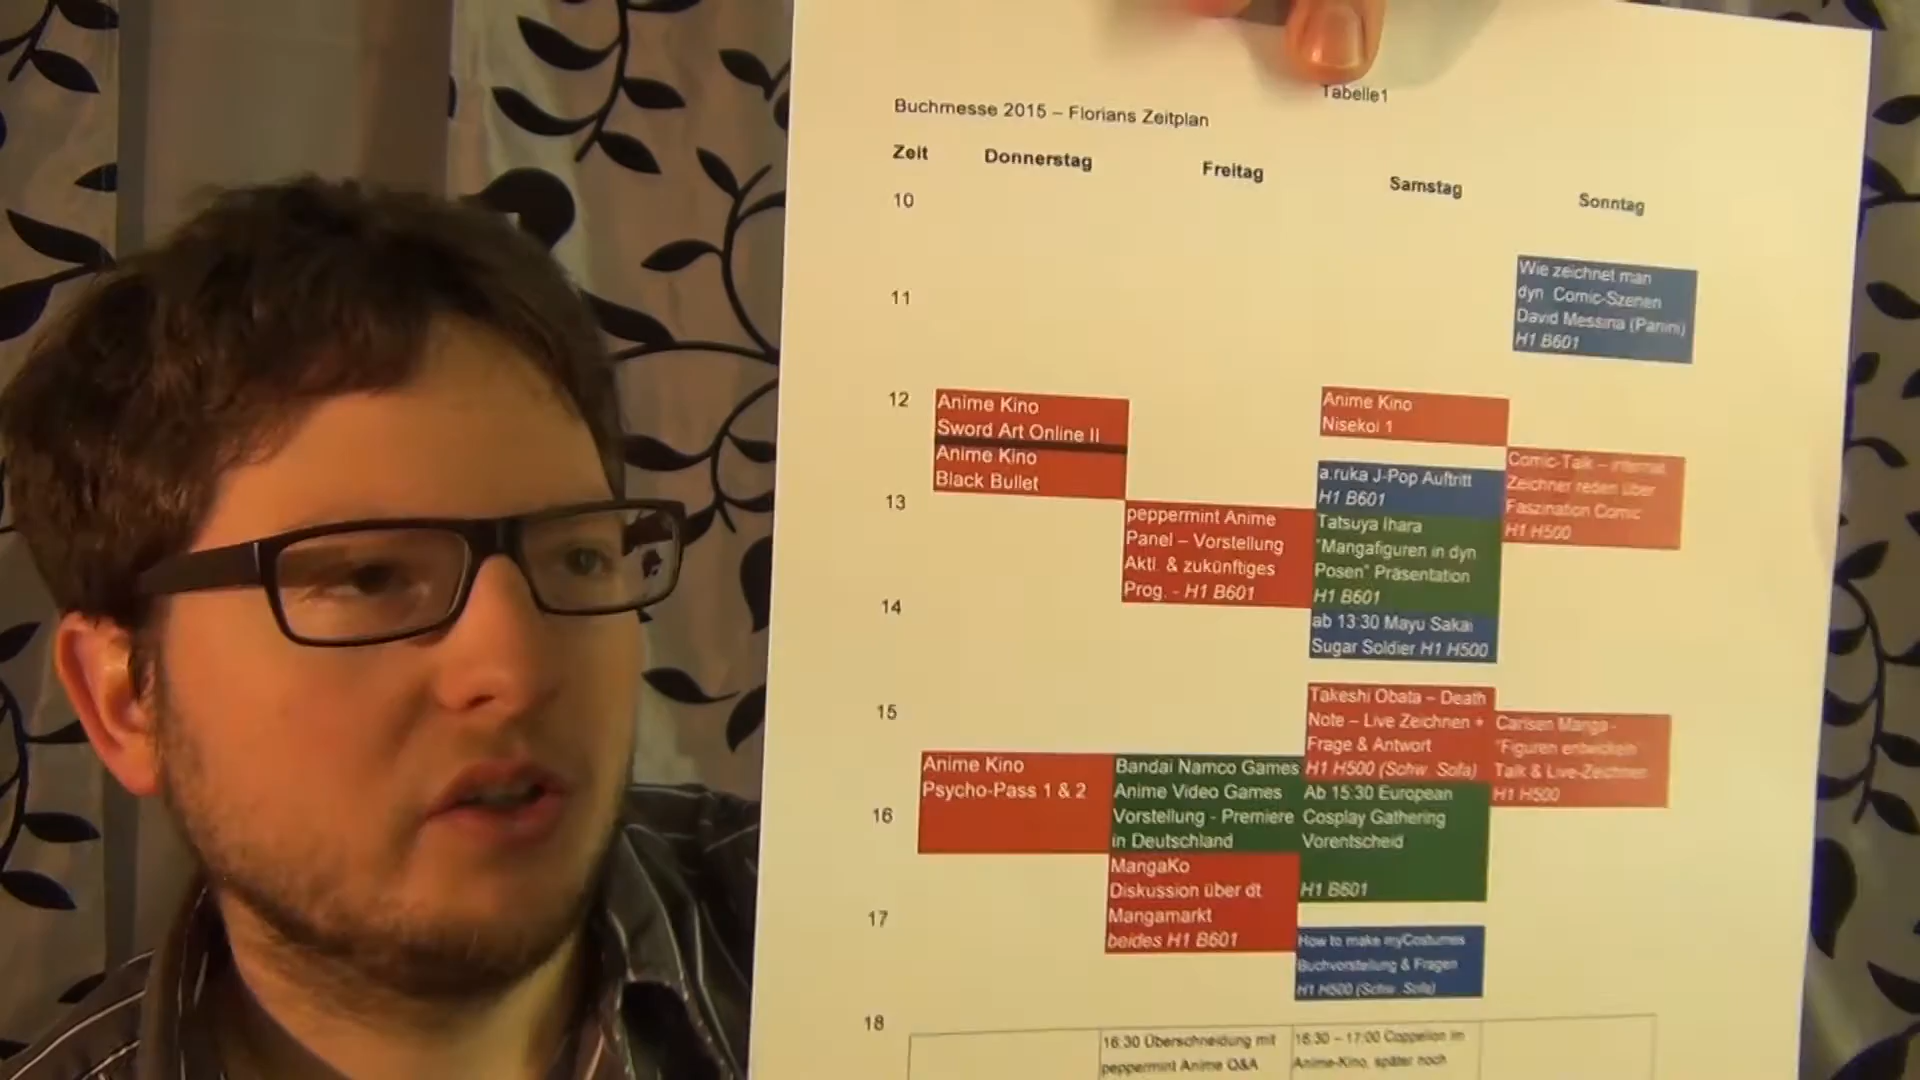 Tabelle1
Buchmesse 2015 – Florians Zeitplan
Zeit Donnerstag Freitag Samstag Sonntag
10
Wie zeichnet man
dyn Comic-Szenen
David Messina (Panini)
H1 B601
11
12
Anime Kino
Sword Art Online II
Anime Kino
Black Bullet
Anime Kino
Nisekoi 1
a.ruka J-Pop Auftritt
H1 B601
Comic-Talk – internat
Zeichner reden über
Faszination Comic
H1 H500
13
peppermint Anime
Panel – Vorstellung
Aktl. & zukünftiges
Prog. - H1 B601
Tatsuya Ihara
"Mangafiguren in dyn
Posen" Präsentation
H1 B601
ab 13:30 Mayu Sakai
Sugar Soldier H1 H500
14
Takeshi Obata – Death
Note – Live Zeichnen +
Frage & Antwort
H1 H500 (Schw. Sofa)
15
Carlsen Manga -
"Figuren entwickeln"
Talk & Live-Zeichnen
H1 H500
Anime Kino
Psycho-Pass 1 & 2
Bandai Namco Games
Anime Video Games
Vorstellung - Premiere
in Deutschland
Ab 15:30 European
Cosplay Gathering
Vorentscheid
H1 B601
16
MangaKo
Diskussion über dt
Mangamarkt
beides H1 B601
17
How to make myCostumes
Buchvorstellung & Fragen
H1 H500 (Schw. Sofa)
18
16:30 Überschneidung mit
peppermint Anime Q&A
16:30 – 17:00 Coppelion im
Anime-Kino, später noch